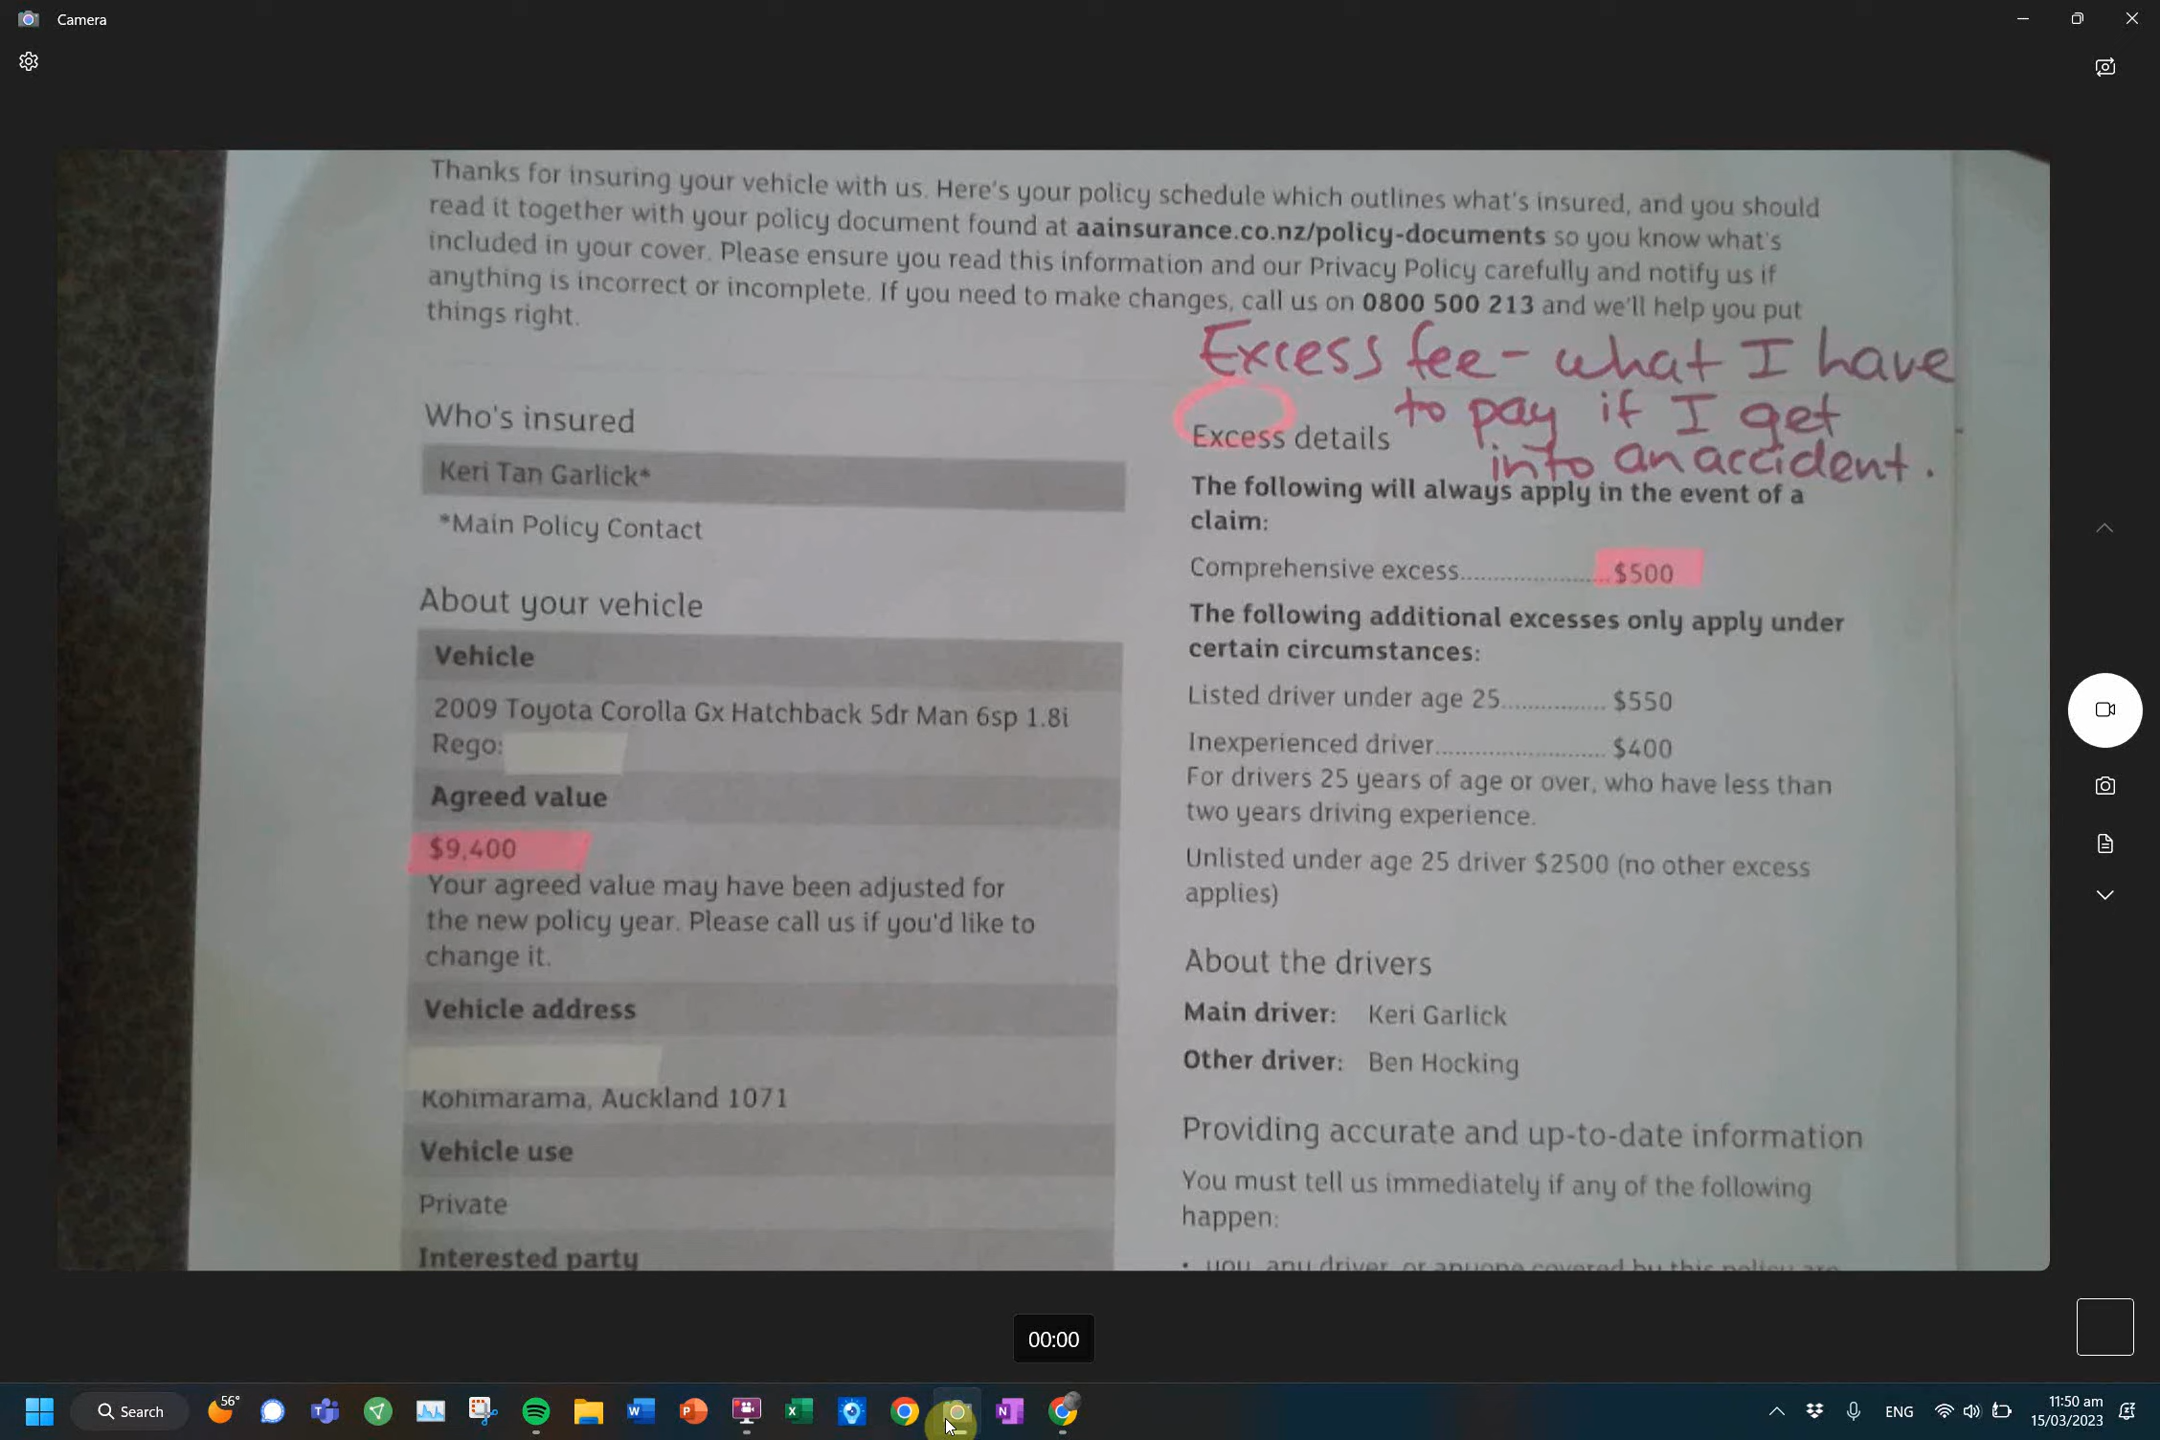 Camera
Thanks for insuring your vehicle with us. Here's your policy schedule which outlines what's insured, and you should
read it together with your policy document found at aainsurance.co.nz/policy-documents so you know what's
included in your cover. Please ensure you read this information and our Privacy Policy carefully and notify us if
anything is incorrect or incomplete. If you need to make changes, call us on 0800 500 213 and we'll help you put
things right.
Excess fee - what I have
to pay if I get
into an accident.
Who's insured
Keri Tan Garlick*
*Main Policy Contact
About your vehicle
Vehicle
2009 Toyota Corolla Gx Hatchback 5dr Man 6sp 1.8i
Rego:
Agreed value
$9,400
Your agreed value may have been adjusted for
the new policy year. Please call us if you'd like to
change it.
Vehicle address
Kohimarama, Auckland 1071
Vehicle use
Private
Interested party
Excess details
The following will always apply in the event of a
claim:
Comprehensive excess.................... $500
The following additional excesses only apply under
certain circumstances:
Listed driver under age 25............... $550
Inexperienced driver........................ $400
For drivers 25 years of age or over, who have less than
two years driving experience.
Unlisted under age 25 driver $2500 (no other excess
applies)
About the drivers
Main driver: Keri Garlick
Other driver: Ben Hocking
Providing accurate and up-to-date information
You must tell us immediately if any of the following
happen:
• you, any driver, or anyone covered by this policy are
00:00
Search
56°
ENG
11:50 am
15/03/2023